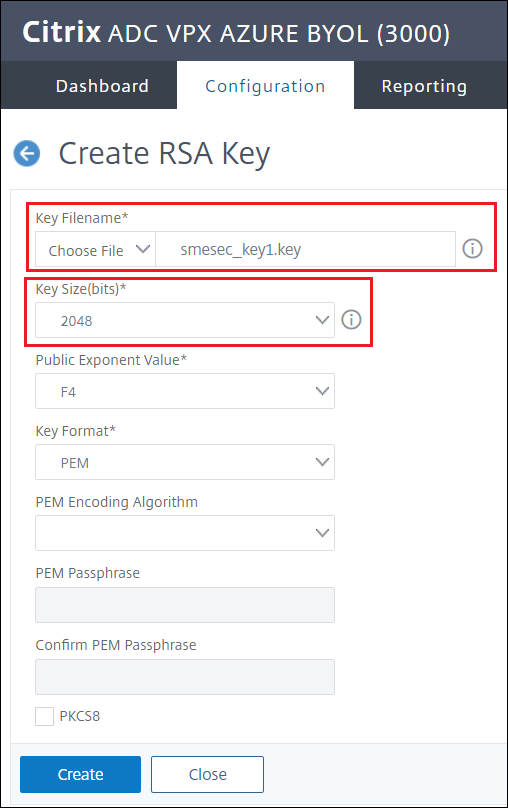 Citrix ADC VPX AZURE BYOL (3000)
Dashboard Configuration Reporting
Create RSA Key
Key Filename*
Choose File smesec_key1.key
Key Size(bits)*
2048
Public Exponent Value*
F4
Key Format*
PEM
PEM Encoding Algorithm
PEM Passphrase
Confirm PEM Passphrase
PKCS8
Create Close